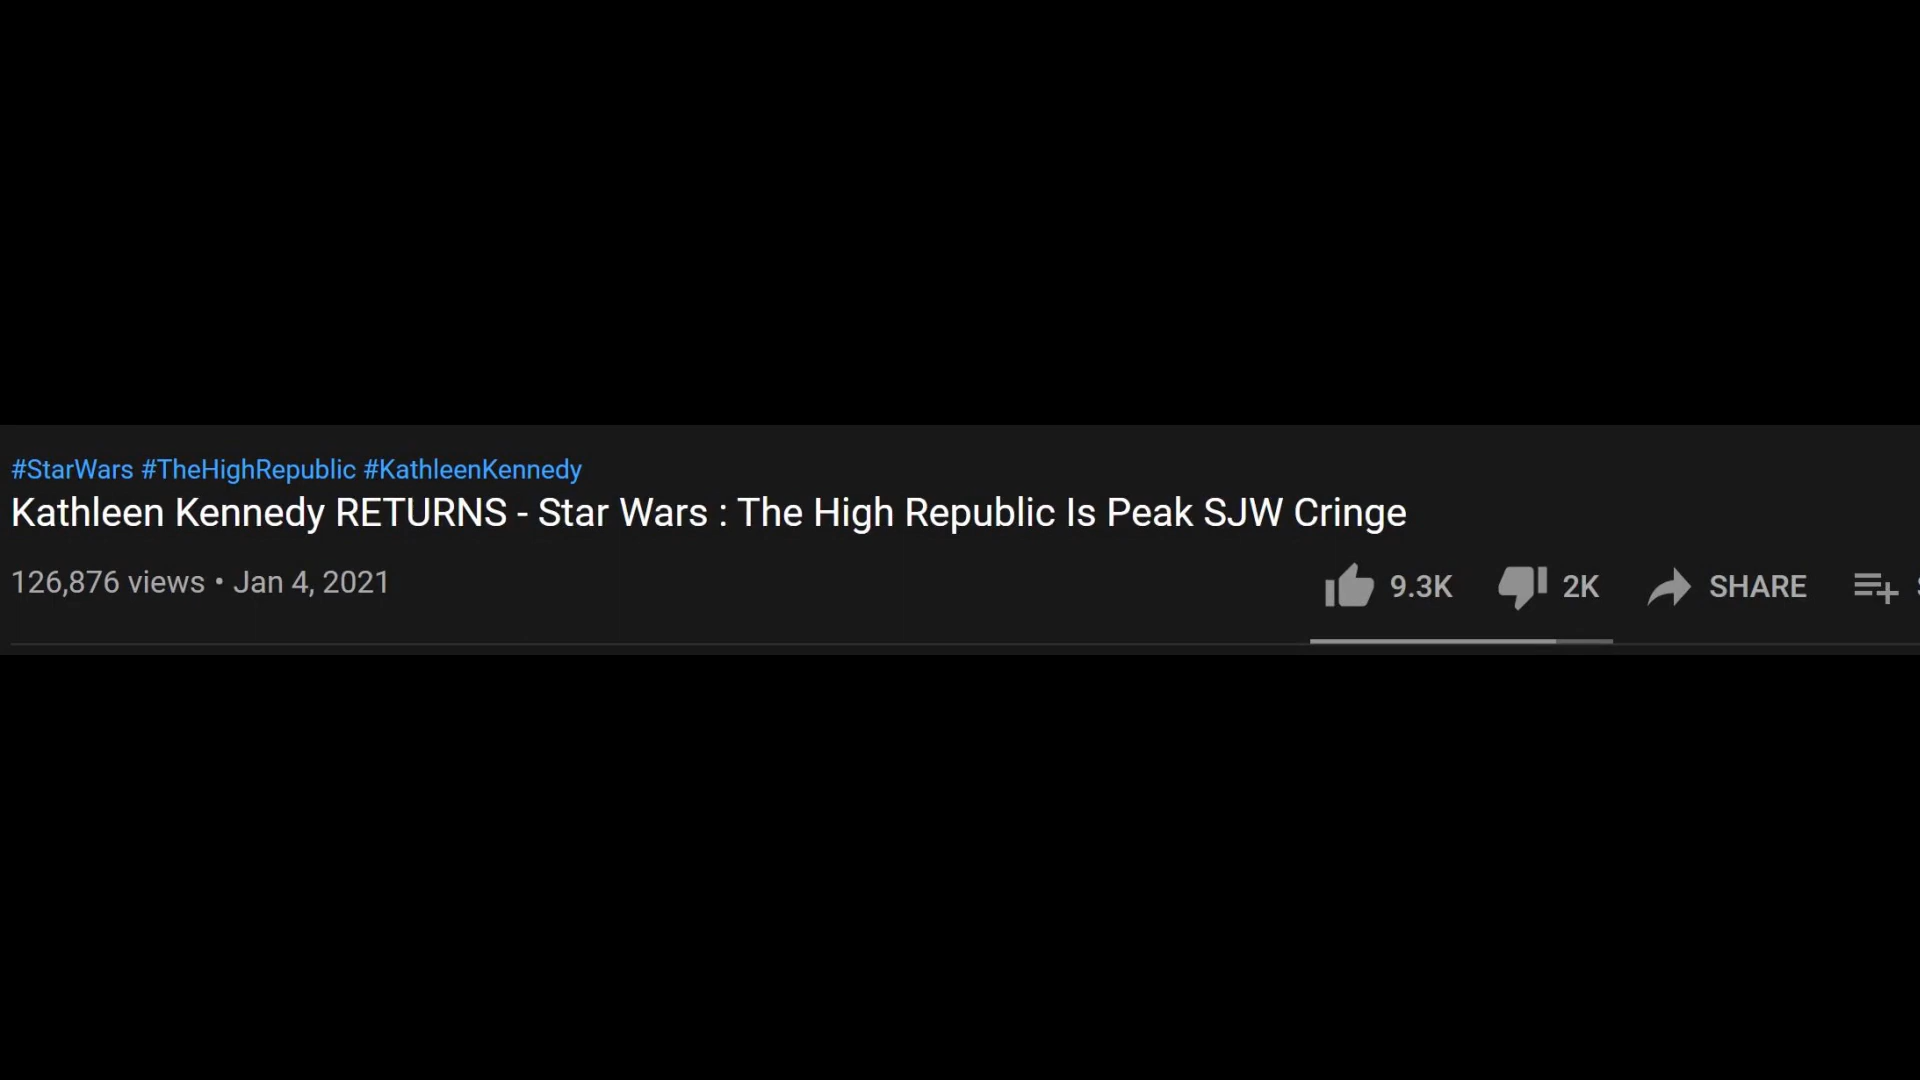 #StarWars #TheHighRepublic #KathleenKennedy
Kathleen Kennedy RETURNS - Star Wars : The High Republic Is Peak SJW Cringe
126,876 views • Jan 4, 2021 9.3K 2K SHARE